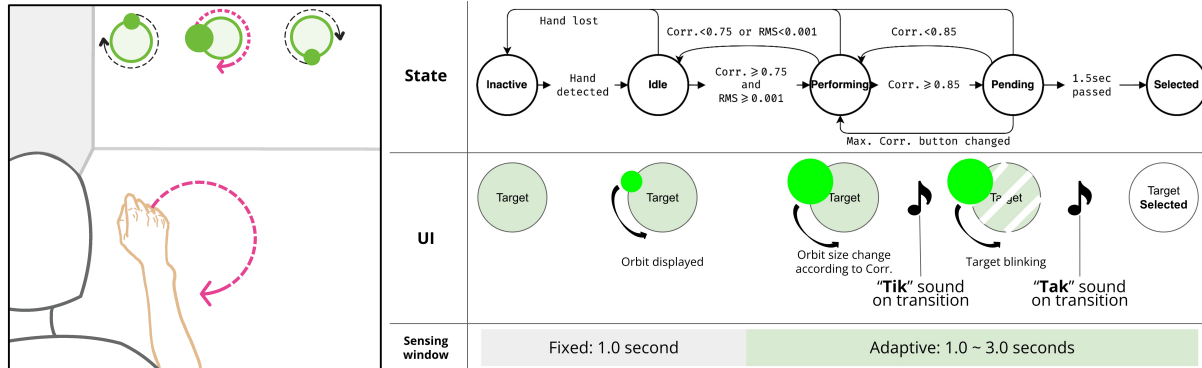 State
Hand lost
Corr.<0.75 or RMS<0.001
Corr.<0.85
Inactive
Hand
detected
Idle
Corr.⩾0.75
and
RMS⩾0.001
Performing
Corr.⩾0.85
Pending
1.5sec
passed
Selected
Max. Corr. button changed
UI
Target
Target
Orbit displayed
Target
Orbit size change
according to Corr.
"Tik" sound
on transition
Target
Target blinking
"Tak" sound
on transition
Target
Selected
Sensing
window
Fixed: 1.0 second
Adaptive: 1.0 ~ 3.0 seconds